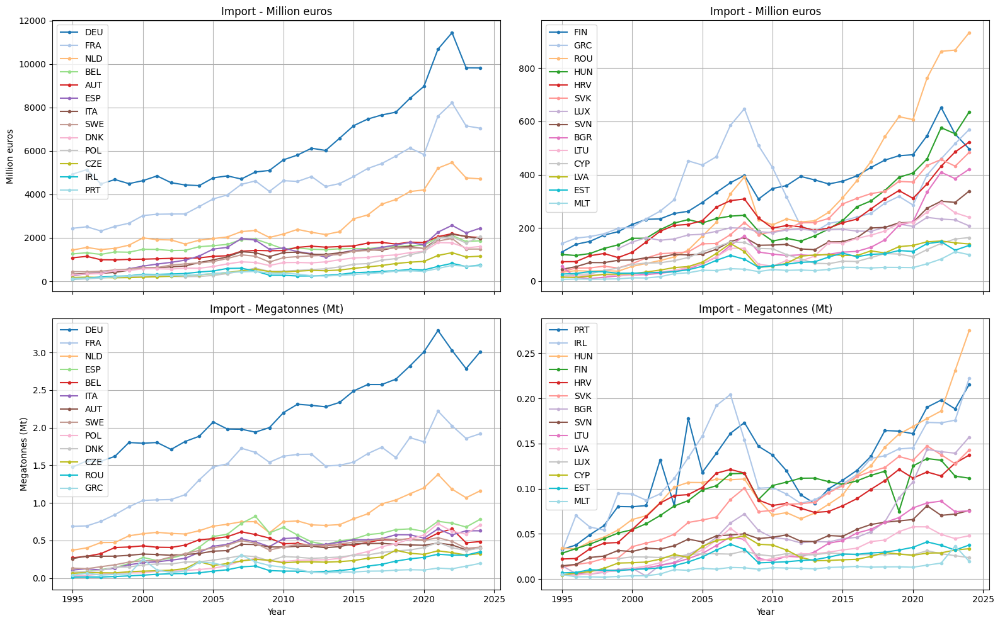 Import - Million euros
Million euros
12000
10000
8000
6000
4000
2000
0
DEU
FRA
NLD
BEL
AUT
ESP
ITA
SWE
DNK
POL
CZE
IRL
PRT
Import - Million euros
800
600
400
200
0
FIN
GRC
ROU
HUN
HRV
SVK
LUX
SVN
BGR
LTU
CYP
LVA
EST
MLT
Import - Megatonnes (Mt)
Megatonnes (Mt)
3.0
2.5
2.0
1.5
1.0
0.5
0.0
DEU
FRA
NLD
ESP
BEL
ITA
AUT
SWE
POL
DNK
CZE
ROU
GRC
1995 2000 2005 2010 2015 2020 2025
Year
Import - Megatonnes (Mt)
0.25
0.20
0.15
0.10
0.05
0.00
PRT
IRL
HUN
FIN
HRV
SVK
BGR
SVN
LTU
LVA
LUX
CYP
EST
MLT
1995 2000 2005 2010 2015 2020 2025
Year